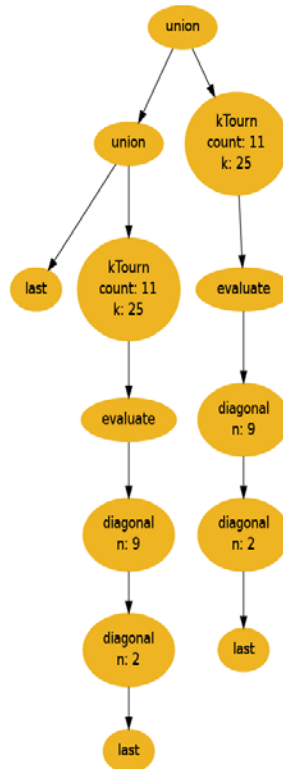 union
union
kTourn
count: 11
k: 25
last
kTourn
count: 11
k: 25
evaluate
evaluate
diagonal
n: 9
diagonal
n: 9
diagonal
n: 2
diagonal
n: 2
last
last